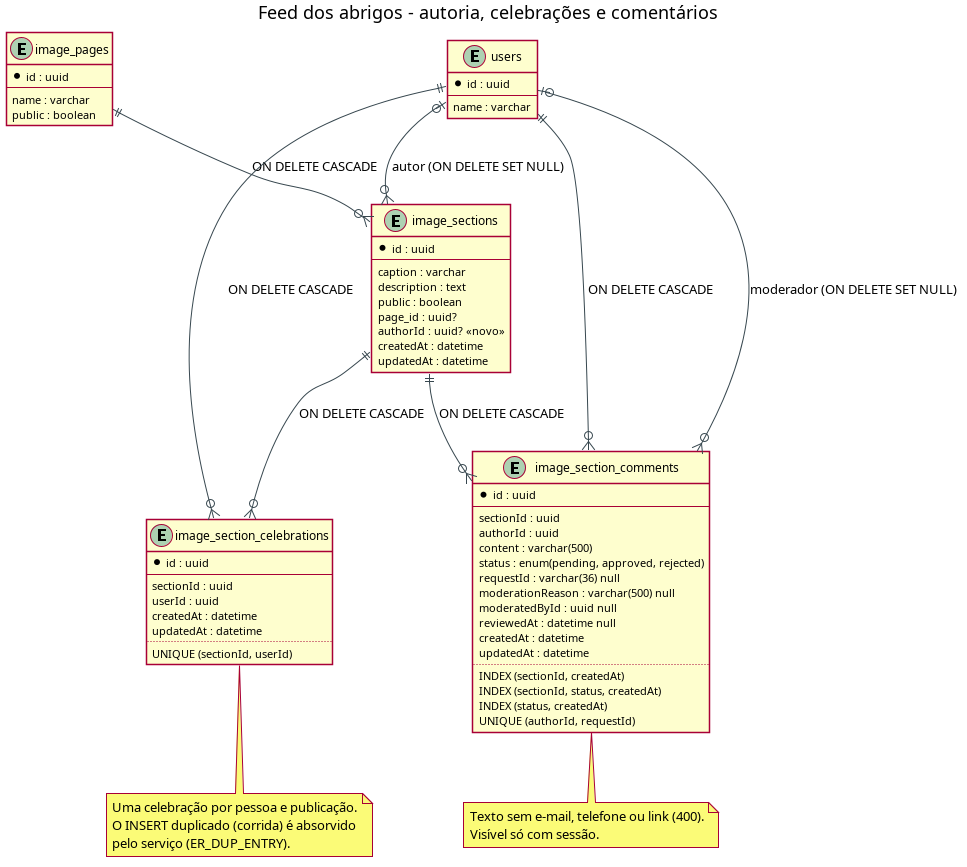 Feed dos abrigos - autoria, celebrações e comentários
E image_pages
id : uuid
name : varchar
public : boolean
E users
id : uuid
name : varchar
ON DELETE CASCADE
autor (ON DELETE SET NULL)
E image_sections
id : uuid
caption : varchar
description : text
public : boolean
page_id : uuid?
authorId : uuid? «novo»
createdAt : datetime
updatedAt : datetime
ON DELETE CASCADE
ON DELETE CASCADE
moderador (ON DELETE SET NULL)
ON DELETE CASCADE
ON DELETE CASCADE
E image_section_celebrations
id : uuid
sectionId : uuid
userId : uuid
createdAt : datetime
updatedAt : datetime
UNIQUE (sectionId, userId)
E image_section_comments
id : uuid
sectionId : uuid
authorId : uuid
content : varchar(500)
status : enum(pending, approved, rejected)
requestId : varchar(36) null
moderationReason : varchar(500) null
moderatedById : uuid null
reviewedAt : datetime null
createdAt : datetime
updatedAt : datetime
INDEX (sectionId, createdAt)
INDEX (sectionId, status, createdAt)
INDEX (status, createdAt)
UNIQUE (authorId, requestId)
Uma celebração por pessoa e publicação.
O INSERT duplicado (corrida) é absorvido
pelo serviço (ER_DUP_ENTRY).
Texto sem e-mail, telefone ou link (400).
Visível só com sessão.